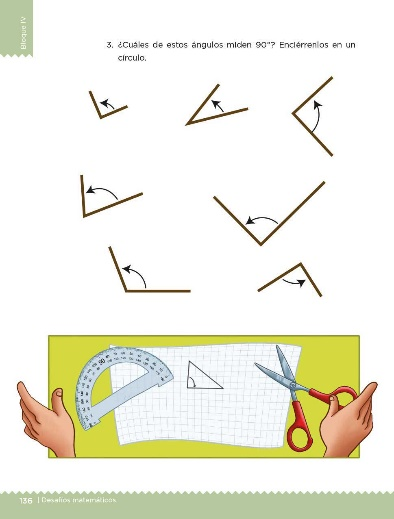 Bloque IV
3. ¿Cuáles de estos ángulos miden 90°? Enciérrenlos en un
círculo.
136 | Desafíos matemáticos